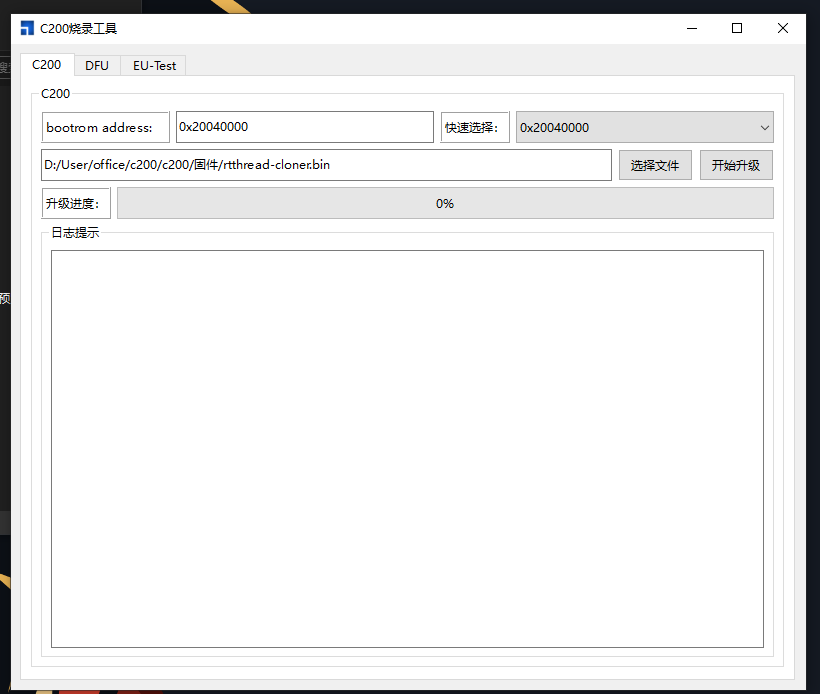 C200烧录工具
C200 DFU EU-Test
C200
bootrom address: 0x20040000 快速选择: 0x20040000
D:/User/office/c200/c200/固件/rtthread-cloner.bin 选择文件 开始升级
升级进度: 0%
日志提示
预